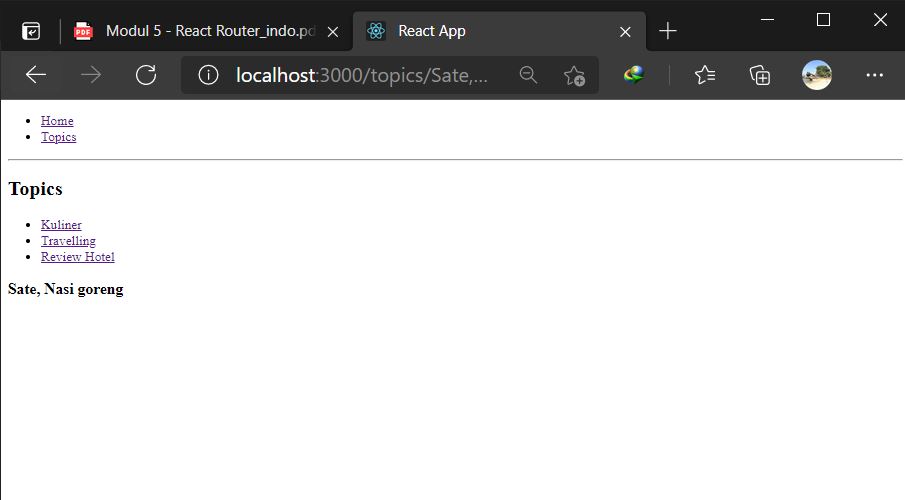 Modul 5 - React Router_indo.pd
React App
localhost:3000/topics/Sate,...
Home
Topics
Topics
Kuliner
Travelling
Review Hotel
Sate, Nasi goreng